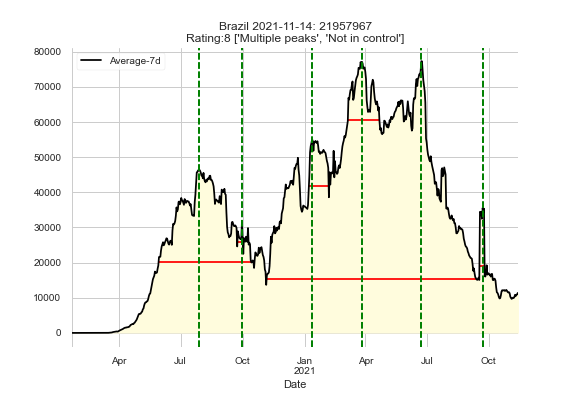 Brazil 2021-11-14: 21957967
Rating:8 ['Multiple peaks', 'Not in control']
80000
Average-7d
70000
60000
50000
40000
30000
20000
10000
0
Apr Jul Oct Jan Apr Jul Oct
2021
Date